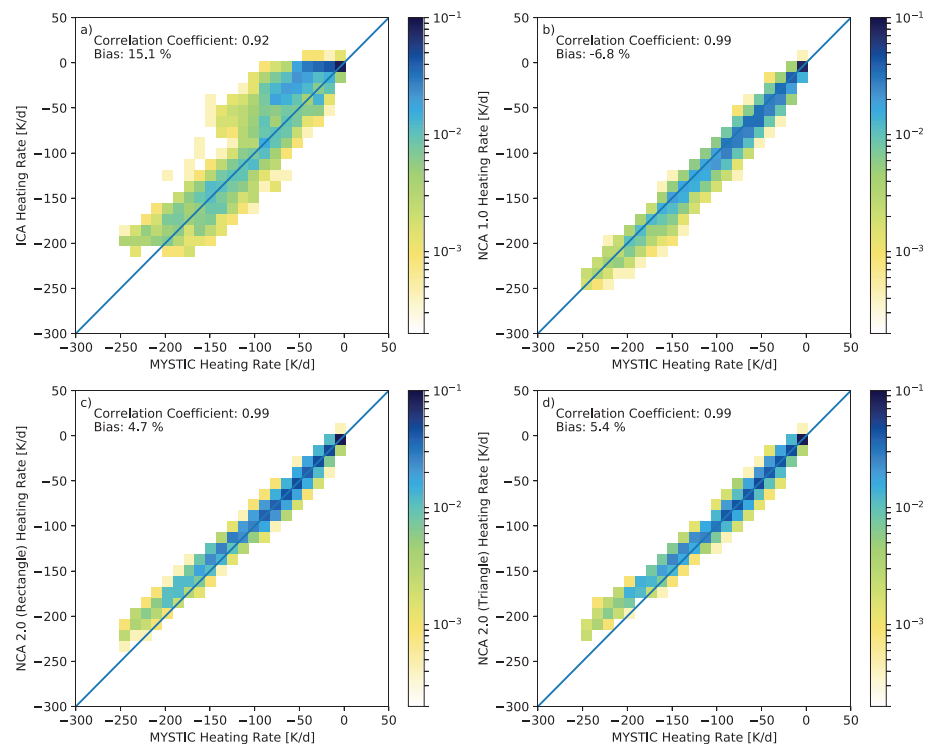 a)
Correlation Coefficient: 0.92
Bias: 15.1 %
50
0
−50
−100
−150
−200
−250
−300
ICA Heating Rate [K/d]
−300 −250 −200 −150 −100 −50 0 50
MYSTIC Heating Rate [K/d]
10⁻¹
10⁻²
10⁻³
b)
Correlation Coefficient: 0.99
Bias: -6.8 %
50
0
−50
−100
−150
−200
−250
−300
NCA 1.0 Heating Rate [K/d]
−300 −250 −200 −150 −100 −50 0 50
MYSTIC Heating Rate [K/d]
10⁻¹
10⁻²
10⁻³
c)
Correlation Coefficient: 0.99
Bias: 4.7 %
50
0
−50
−100
−150
−200
−250
−300
NCA 2.0 (Rectangle) Heating Rate [K/d]
−300 −250 −200 −150 −100 −50 0 50
MYSTIC Heating Rate [K/d]
10⁻¹
10⁻²
10⁻³
d)
Correlation Coefficient: 0.99
Bias: 5.4 %
50
0
−50
−100
−150
−200
−250
−300
NCA 2.0 (Triangle) Heating Rate [K/d]
−300 −250 −200 −150 −100 −50 0 50
MYSTIC Heating Rate [K/d]
10⁻¹
10⁻²
10⁻³